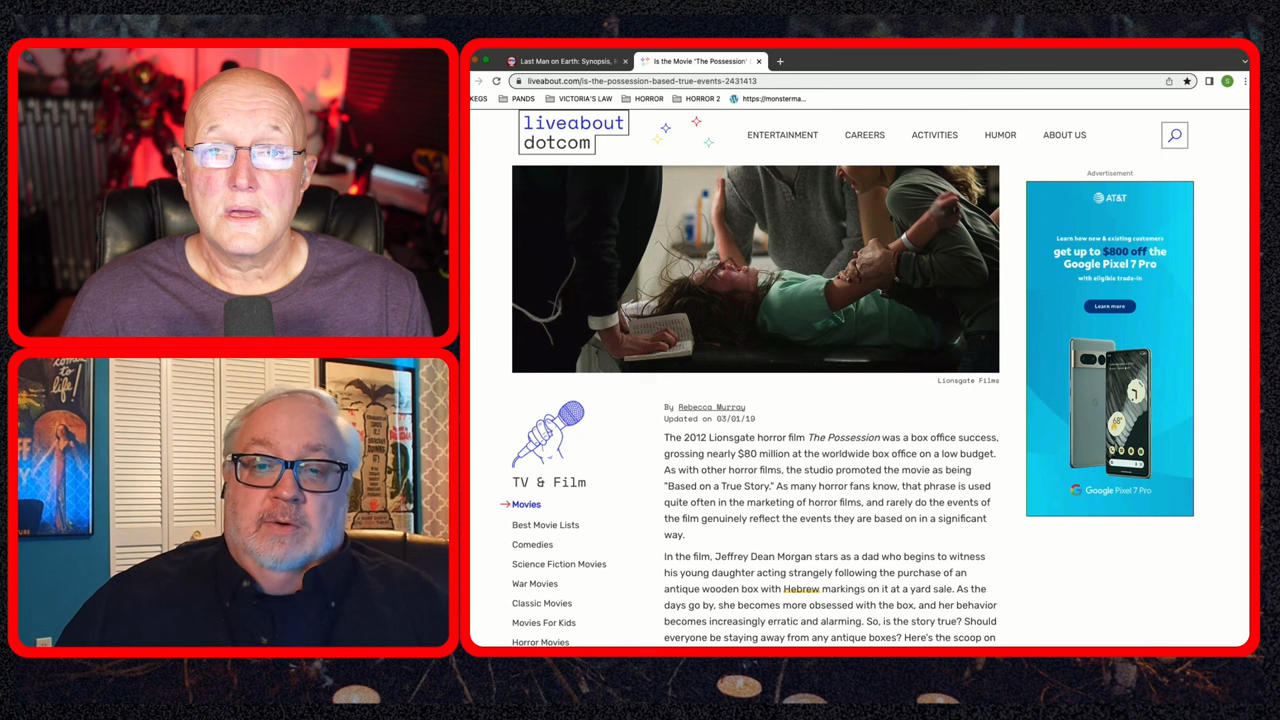 Last Man on Earth: Synopsis,
Is the Movie 'The Possession'
liveabout.com/is-the-possession-based-true-events-2431413
S
KEGS PANDS VICTORIA'S LAW HORROR HORROR 2 https://monsterma...
liveabout
dotcom
ENTERTAINMENT CAREERS ACTIVITIES HUMOR ABOUT US
Lionsgate Films
TV & Film
Movies
Best Movie Lists
Comedies
Science Fiction Movies
War Movies
Classic Movies
Movies For Kids
Horror Movies
By Rebecca Murray
Updated on 03/01/19
The 2012 Lionsgate horror film The Possession was a box office success,
grossing nearly $80 million at the worldwide box office on a low budget.
As with other horror films, the studio promoted the movie as being
"Based on a True Story." As many horror fans know, that phrase is used
quite often in the marketing of horror films, and rarely do the events of
the film genuinely reflect the events they are based on in a significant
way.
In the film, Jeffrey Dean Morgan stars as a dad who begins to witness
his young daughter acting strangely following the purchase of an
antique wooden box with Hebrew markings on it at a yard sale. As the
days go by, she becomes more obsessed with the box, and her behavior
becomes increasingly erratic and alarming. So, is the story true? Should
everyone be staying away from any antique boxes? Here's the scoop on
Advertisement
AT&T
Learn how new & existing customers
get up to $800 off the
Google Pixel 7 Pro
with eligible trade-in
Learn more
68°
Google Pixel 7 Pro
to
life!